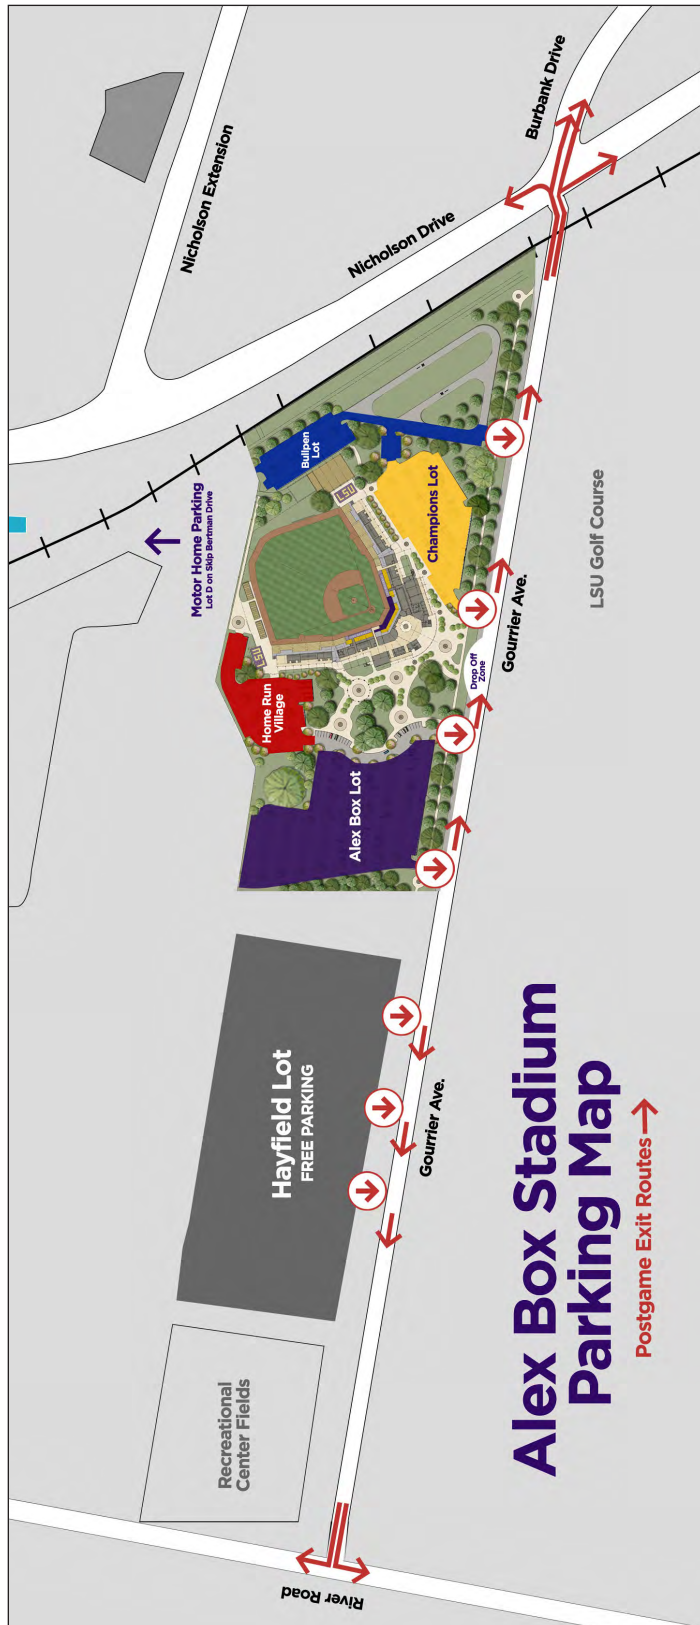 Burbank Drive
Nicholson Extension
Nicholson Drive
Bullpen
Lot
LSU
Champions Lot
Motor Home Parking
Lot D on Skip Bertman Drive
LSU Golf Course
Gourrier Ave.
Drop Off
Zone
LSU
Home Run
Village
Alex Box Lot
Hayfield Lot
FREE PARKING
Gourrier Ave.
Recreational
Center Fields
River Road
Alex Box Stadium
Parking Map
Postgame Exit Routes